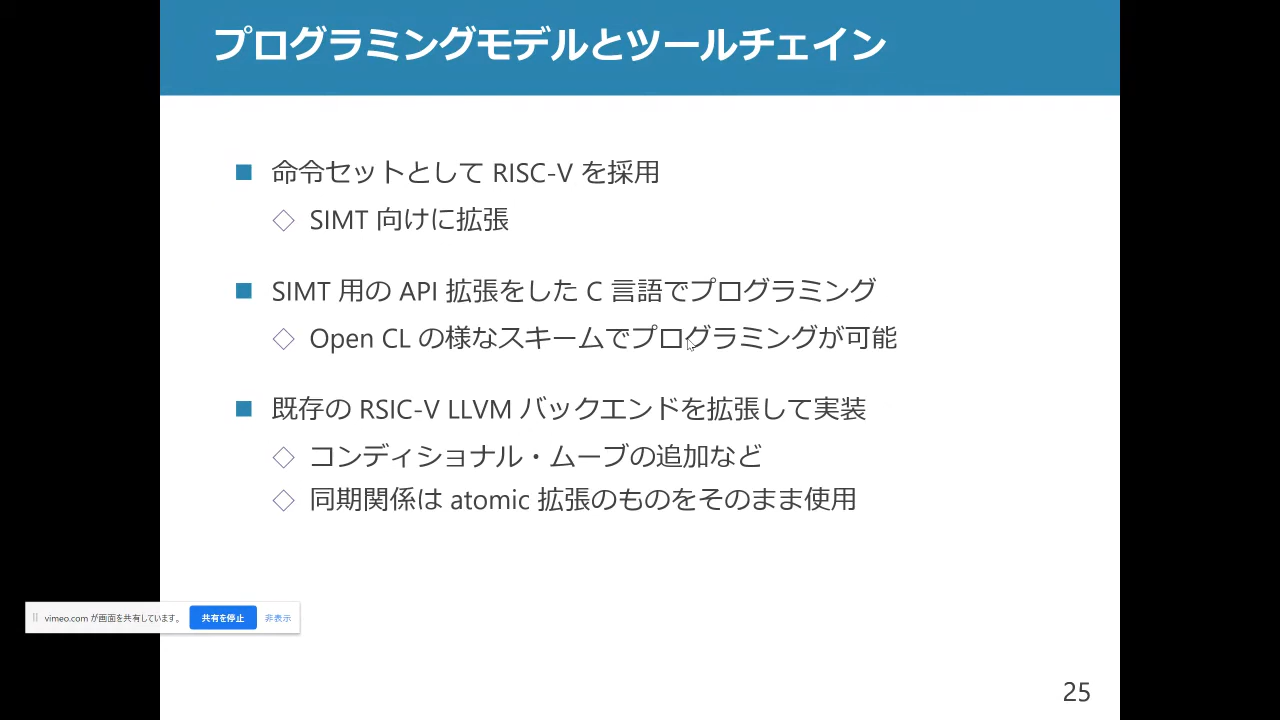 プログラミングモデルとツールチェイン
命令セットとして RISC-V を採用
SIMT 向けに拡張
SIMT 用の API 拡張をした C 言語でプログラミング
Open CL の様なスキームでプログラミングが可能
既存の RSIC-V LLVM バックエンドを拡張して実装
コンディショナル・ムーブの追加など
同期関係は atomic 拡張のものをそのまま使用
vimeo.com が画面を共有しています。 共有を停止 非表示
25